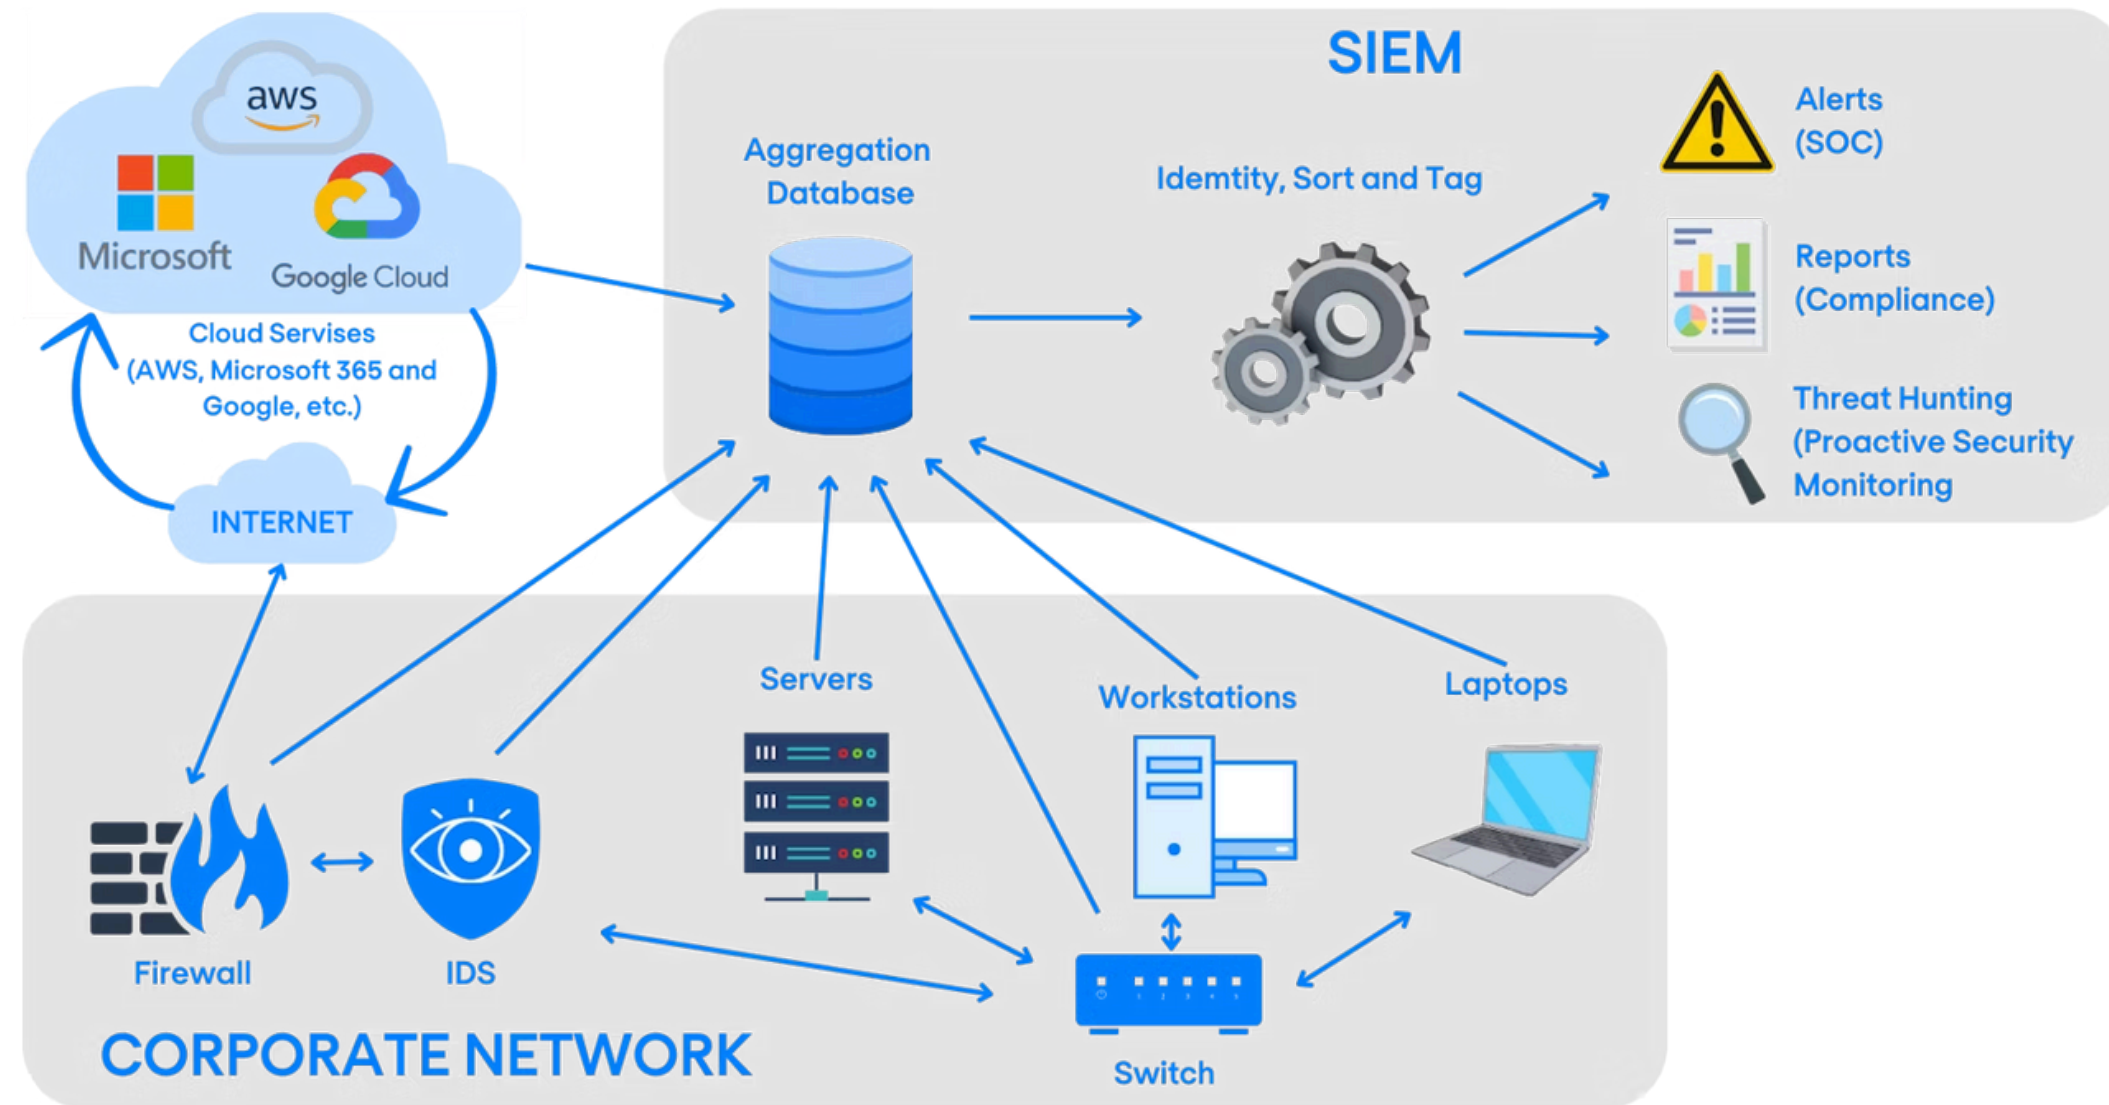 SIEM
aws
Microsoft
Google Cloud
Cloud Servises
(AWS, Microsoft 365 and
Google, etc.)
INTERNET
Aggregation
Database
Idemtity, Sort and Tag
Alerts
(SOC)
Reports
(Compliance)
Threat Hunting
(Proactive Security
Monitoring
Servers
Workstations
Laptops
Firewall
IDS
Switch
CORPORATE NETWORK